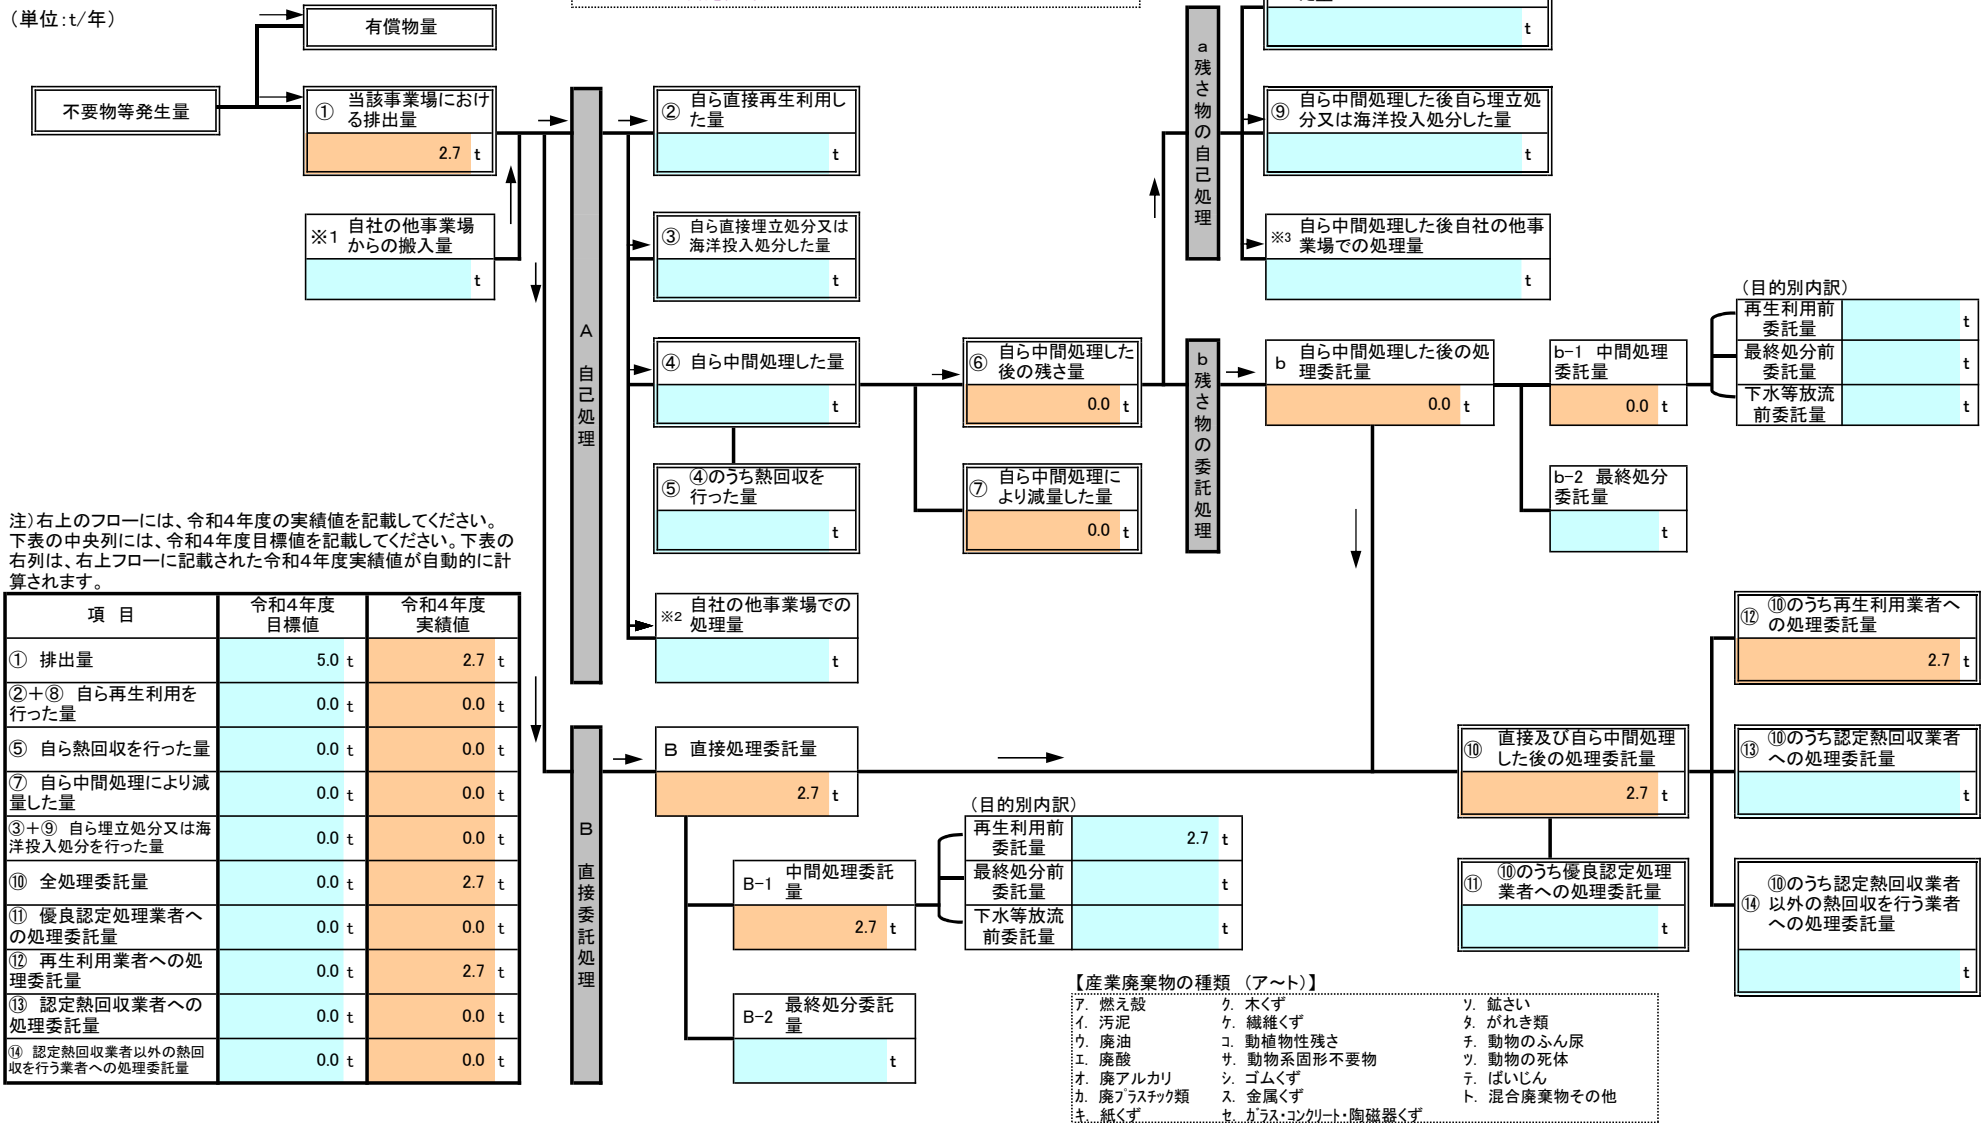 （単位:t/年）
有償物量
不要物等発生量
① 当該事業場におけ
る排出量
2.7 t
※1 自社の他事業場
からの搬入量
t
A 自己処理
② 自ら直接再生利用し
た量
t
③ 自ら直接埋立処分又は
海洋投入処分した量
t
④ 自ら中間処理した量
t
⑤ ④のうち熱回収を
行った量
t
※2 自社の他事業場での
処理量
t
⑥ 自ら中間処理した
後の残さ量
0.0 t
⑦ 自ら中間処理に
より減量した量
0.0 t
a残さ物の自己処理
t
⑨ 自ら中間処理した後自ら埋立処
分又は海洋投入処分した量
t
※3 自ら中間処理した後自社の他事
業場での処理量
t
b残さ物の委託処理
b 自ら中間処理した後の処
理委託量
0.0 t
b-1 中間処理
委託量
0.0 t
b-2 最終処分
委託量
t
（目的別内訳）
再生利用前
委託量
t
最終処分前
委託量
t
下水等放流
前委託量
t
注）右上のフローには、令和４年度の実績値を記載してください。
下表の中央列には、令和４年度目標値を記載してください。下表の
右列は、右上フローに記載された令和４年度実績値が自動的に計
算されます。
項 目
令和４年度
目標値
令和４年度
実績値
① 排出量 5.0 t 2.7 t
②＋⑧ 自ら再生利用を
行った量 0.0 t 0.0 t
⑤ 自ら熱回収を行った量 0.0 t 0.0 t
⑦ 自ら中間処理により減
量した量 0.0 t 0.0 t
③＋⑨ 自ら埋立処分又は海
洋投入処分を行った量 0.0 t 0.0 t
⑩ 全処理委託量 0.0 t 2.7 t
⑪ 優良認定処理業者へ
の処理委託量 0.0 t 0.0 t
⑫ 再生利用業者への処
理委託量 0.0 t 2.7 t
⑬ 認定熱回収業者への
処理委託量 0.0 t 0.0 t
⑭ 認定熱回収業者以外の熱回
収を行う業者への処理委託量 0.0 t 0.0 t
B 直接委託処理
B 直接処理委託量
2.7 t
B-1 中間処理委託
量
2.7 t
B-2 最終処分委託
量
t
（目的別内訳）
再生利用前
委託量
2.7 t
最終処分前
委託量
t
下水等放流
前委託量
t
⑩ 直接及び自ら中間処理
した後の処理委託量
2.7 t
⑪ ⑩のうち優良認定処理
業者への処理委託量
t
⑫ ⑩のうち再生利用業者へ
の処理委託量
2.7 t
⑬ ⑩のうち認定熱回収業者
への処理委託量
t
⑭ ⑩のうち認定熱回収業者
以外の熱回収を行う業者
への処理委託量
t
【産業廃棄物の種類 （ア～ト）】
ア. 燃え殻 ク. 木くず ソ. 鉱さい
イ. 汚泥 ケ. 繊維くず タ. がれき類
ウ. 廃油 コ. 動植物性残さ チ. 動物のふん尿
エ. 廃酸 サ. 動物系固形不要物 ツ. 動物の死体
オ. 廃アルカリ シ. ゴムくず テ. ばいじん
カ. 廃プラスチック類 ス. 金属くず ト. 混合廃棄物その他
キ. 紙くず セ. ガラス・コンクリート・陶磁器くず